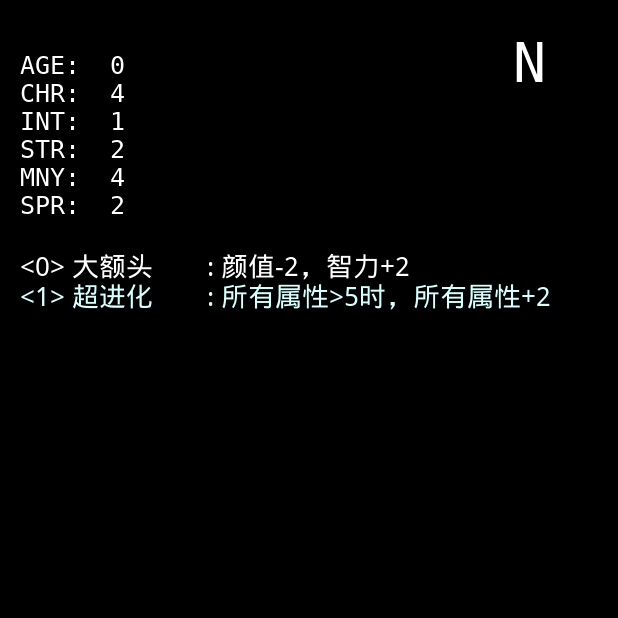 N
AGE: 0
CHR: 4
INT: 1
STR: 2
MNY: 4
SPR: 2
<0> 大额头 : 颜值-2，智力+2
<1> 超进化 : 所有属性>5时，所有属性+2